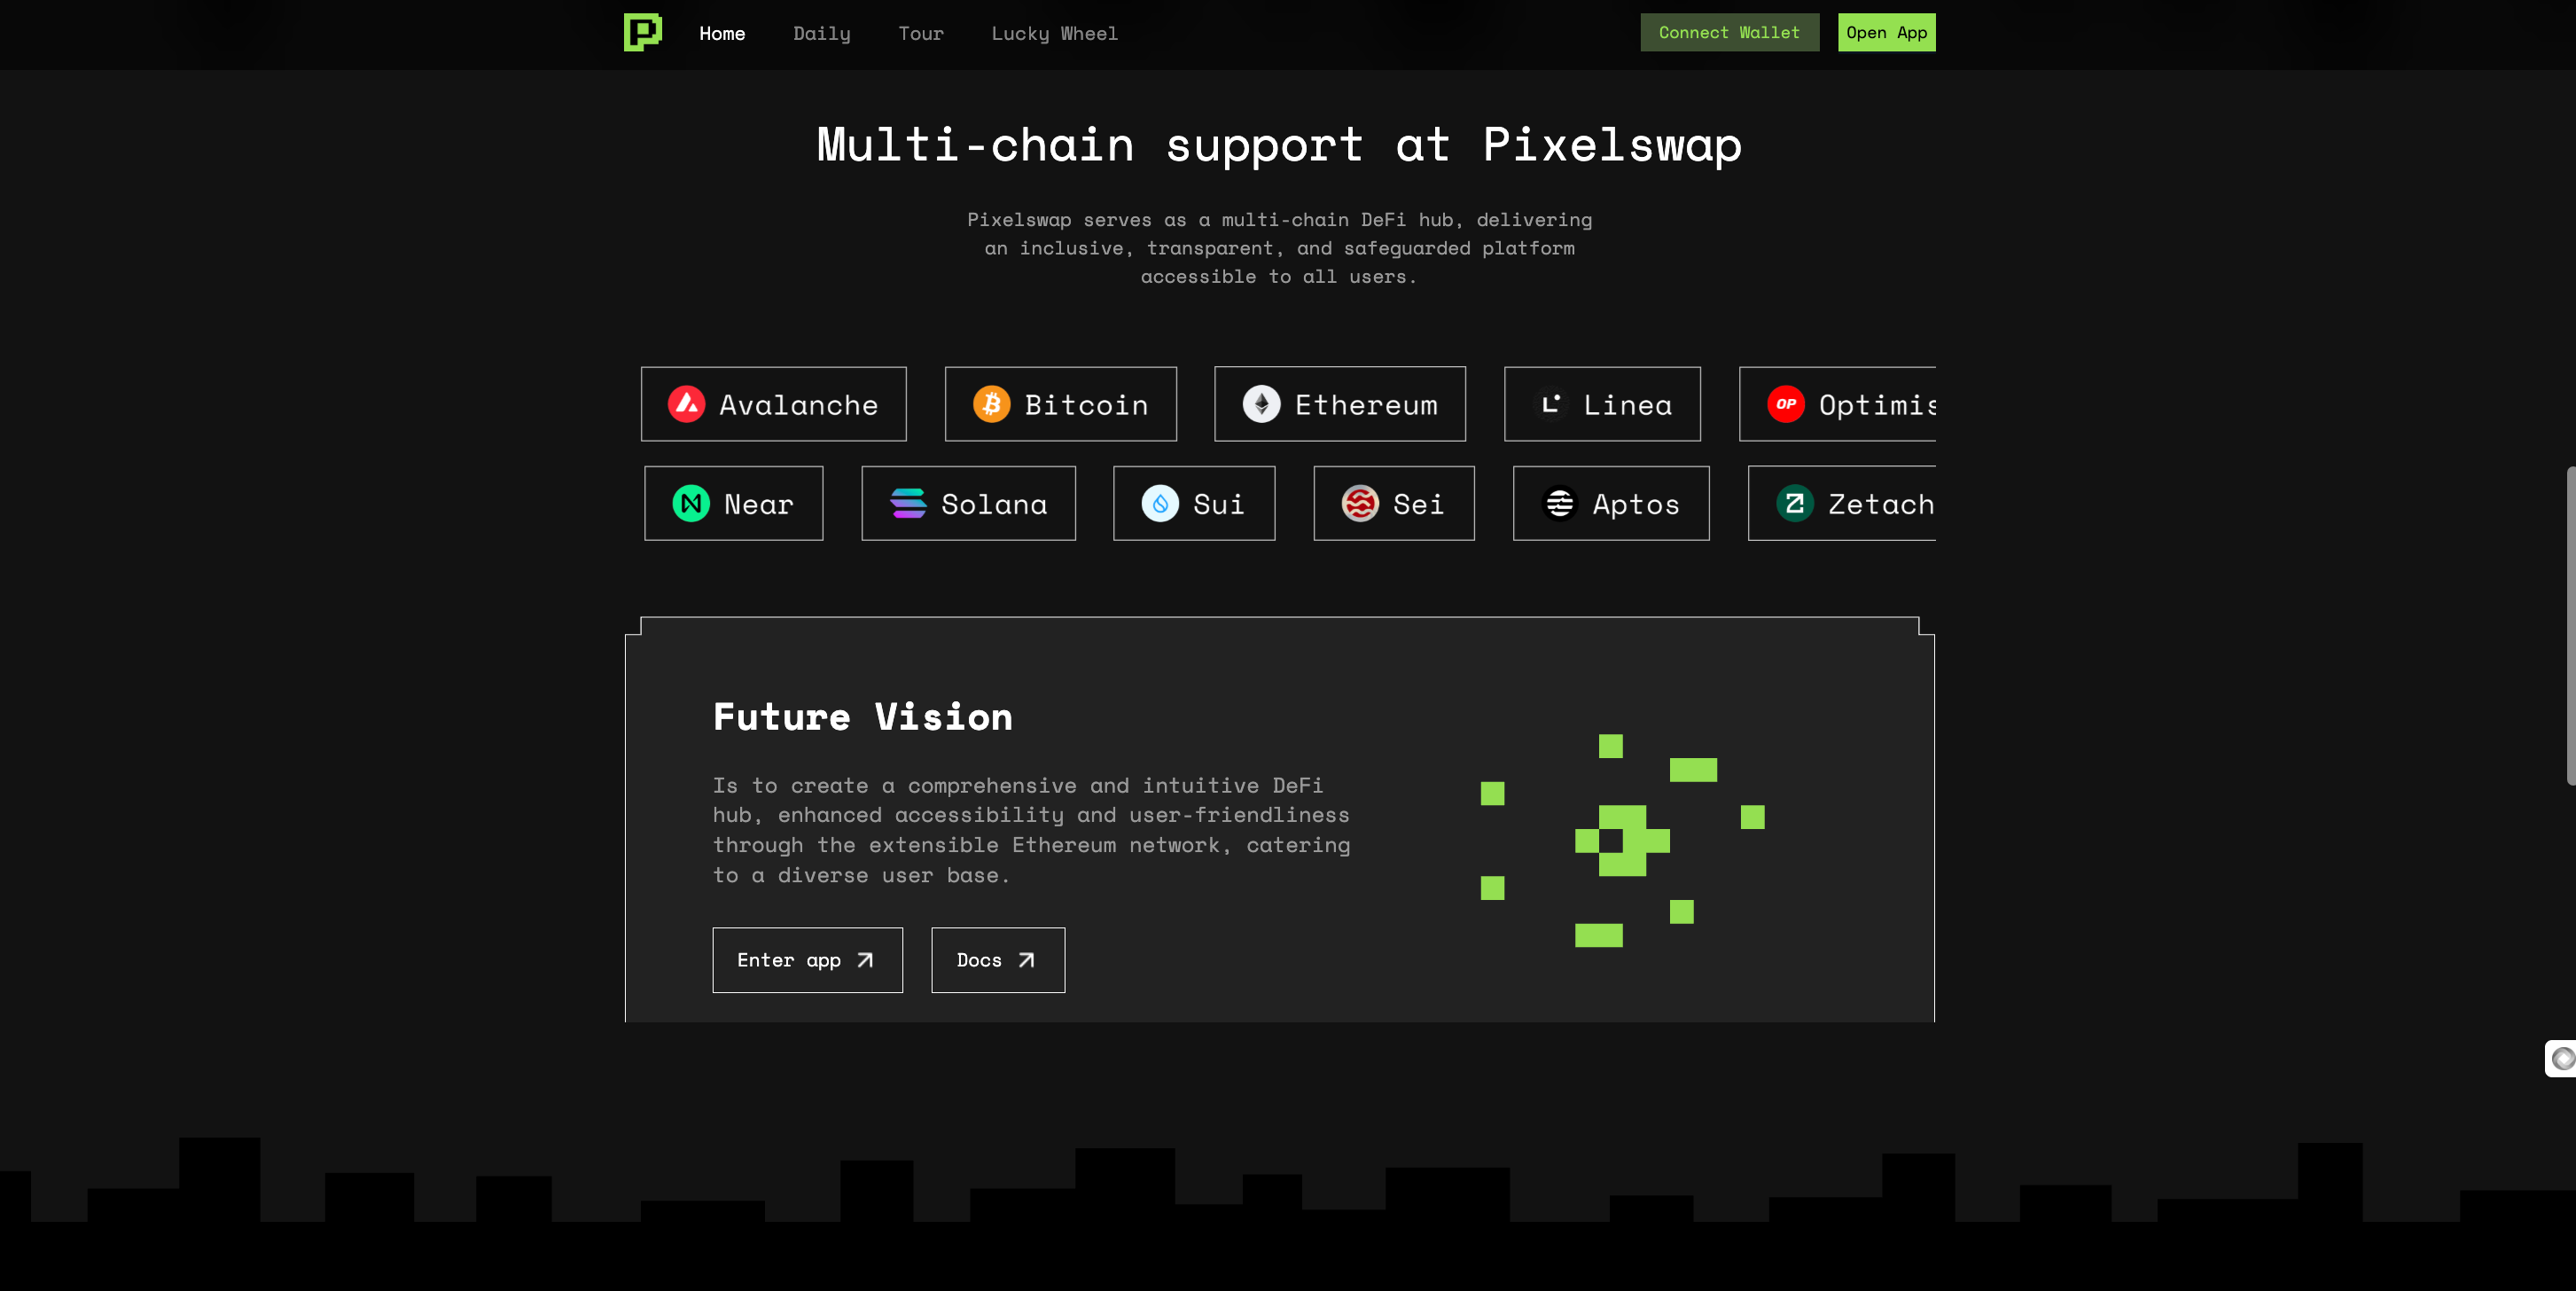 Home Daily Tour Lucky Wheel Connect Wallet Open App
Multi-chain support at Pixelswap
Pixelswap serves as a multi-chain DeFi hub, delivering
an inclusive, transparent, and safeguarded platform
accessible to all users.
Avalanche Bitcoin Ethereum Linea OP Optimis
Near Solana Sui Sei Aptos Zetach
Future Vision
Is to create a comprehensive and intuitive DeFi
hub, enhanced accessibility and user-friendliness
through the extensible Ethereum network, catering
to a diverse user base.
Enter app Docs